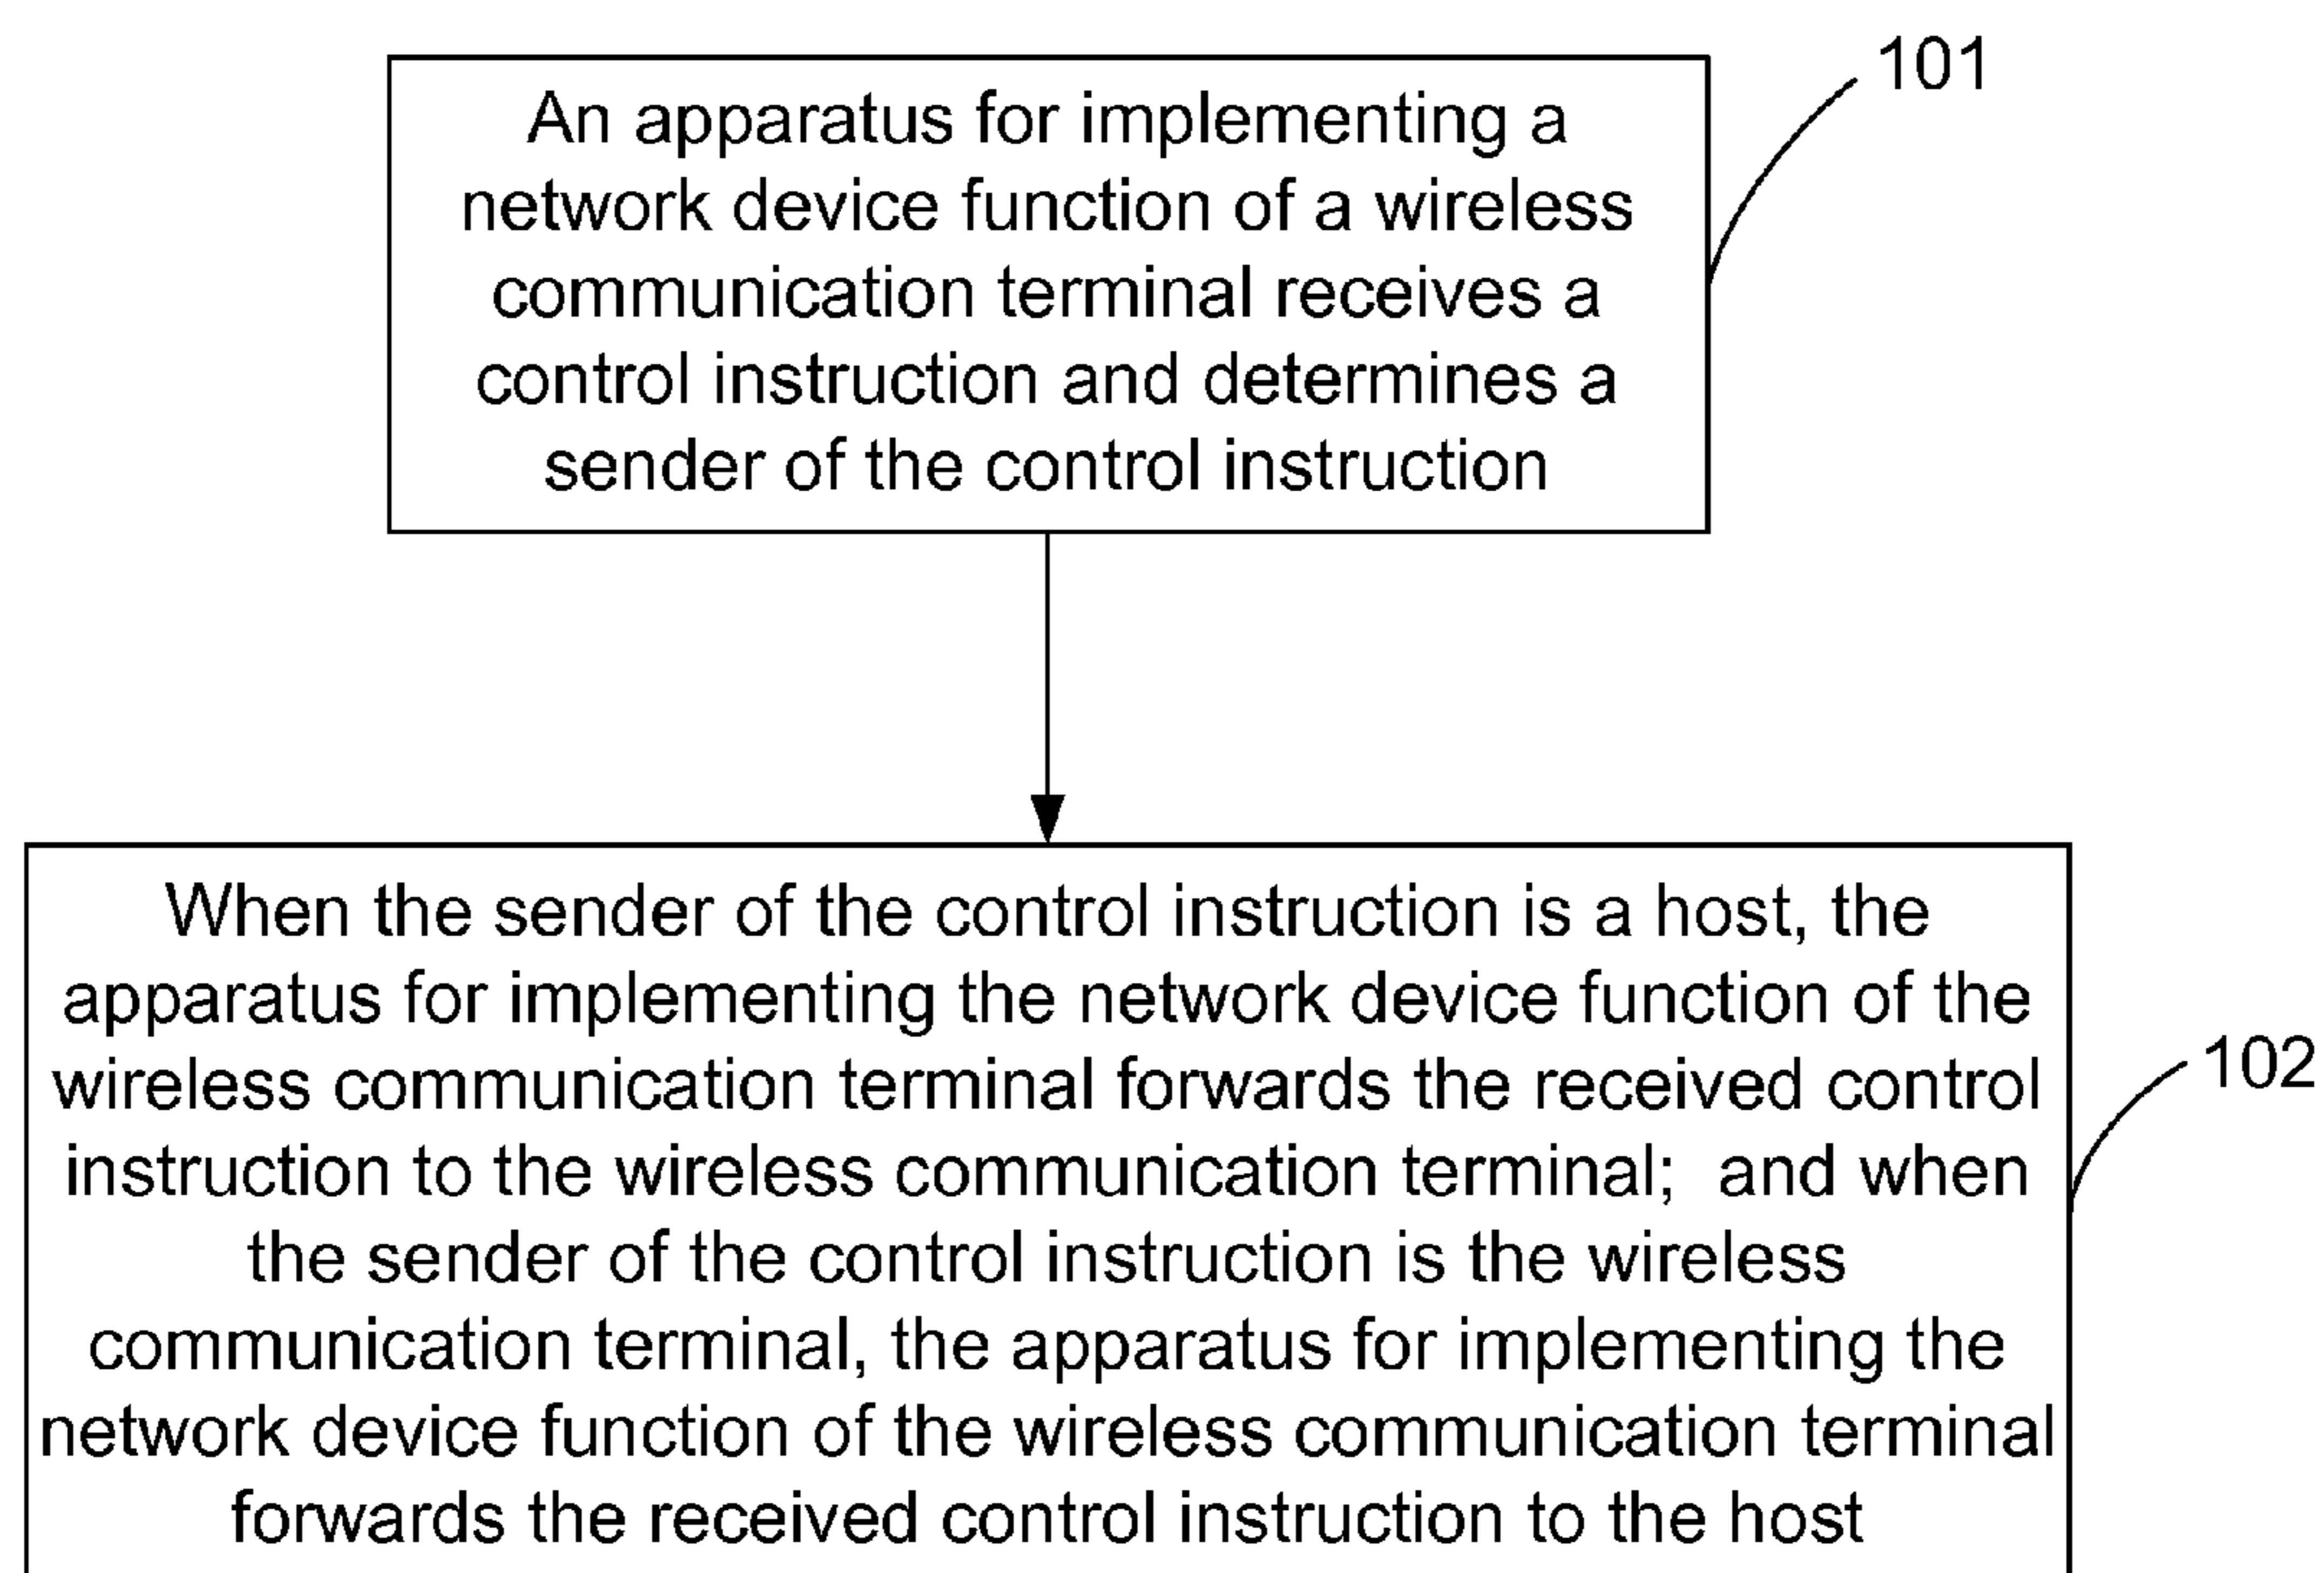 101
An apparatus for implementing a
network device function of a wireless
communication terminal receives a
control instruction and determines a
sender of the control instruction
When the sender of the control instruction is a host, the
apparatus for implementing the network device function of the
wireless communication terminal forwards the received control
instruction to the wireless communication terminal; and when
the sender of the control instruction is the wireless
communication terminal, the apparatus for implementing the
network device function of the wireless communication terminal
forwards the received control instruction to the host
102